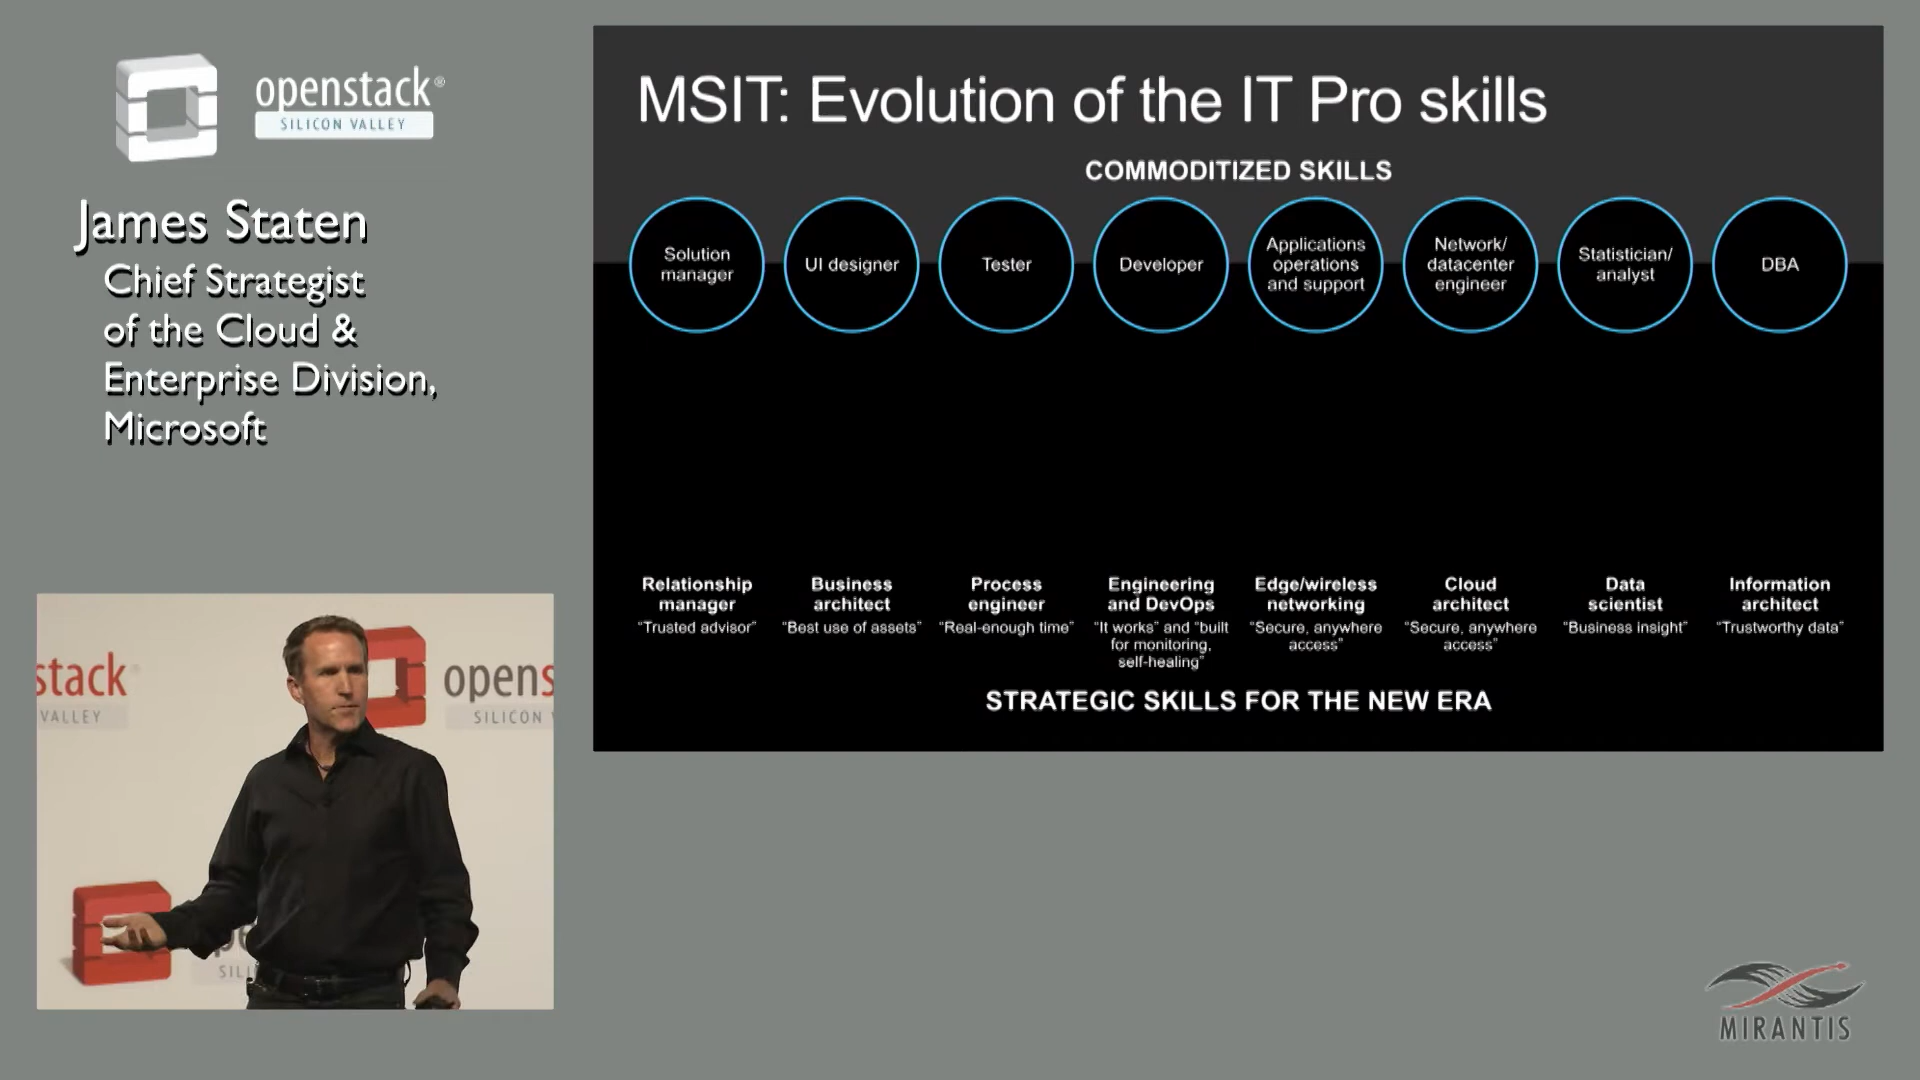 openstack®
SILICON VALLEY
James Staten
Chief Strategist
of the Cloud &
Enterprise Division,
Microsoft
MSIT: Evolution of the IT Pro skills
COMMODITIZED SKILLS
Solution
manager
UI designer
Tester
Developer
Applications
operations
and support
Network/
datacenter
engineer
Statistician/
analyst
DBA
Relationship
manager
"Trusted advisor"
Business
architect
"Best use of assets"
Process
engineer
"Real-enough time"
Engineering
and DevOps
"It works" and "built
for monitoring,
self-healing"
Edge/wireless
networking
"Secure, anywhere
access"
Cloud
architect
"Secure, anywhere
access"
Data
scientist
"Business insight"
Information
architect
"Trustworthy data"
STRATEGIC SKILLS FOR THE NEW ERA
stack
VALLEY
opens
SILICON
SILI
MIRANTIS